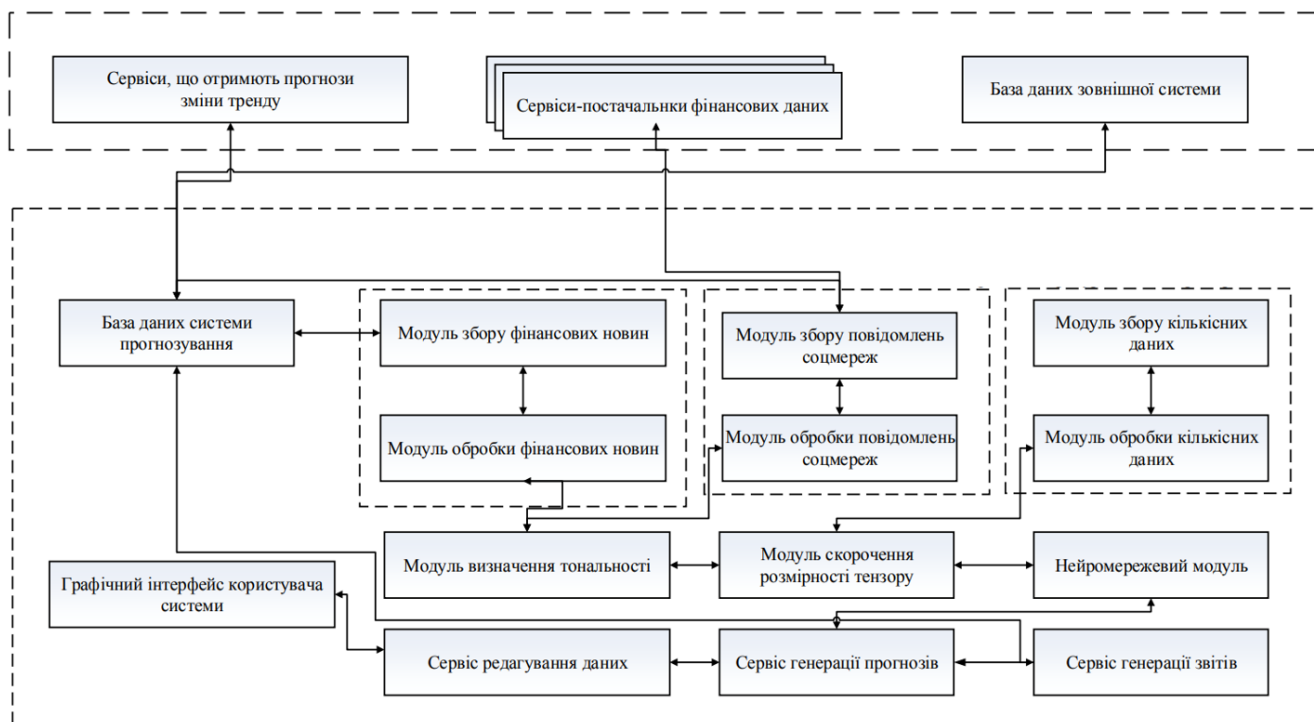 Сервіси, що отримють прогнози
зміни тренду
Сервіси-постачальнки фінансових даних
База даних зовнішної системи
База даних системи
прогнозування
Модуль збору фінансових новин
Модуль збору повідомлень
соцмереж
Модуль збору кількісних
даних
Модуль обробки фінансових новин
Модуль обробки повідомлень
соцмереж
Модуль обробки кількісних
даних
Модуль визначення тональності
Модуль скорочення
розмірності тензору
Нейромережевий модуль
Графічний інтерфейс користувача
системи
Сервіс редагування даних
Сервіс генерації прогнозів
Сервіс генерації звітів